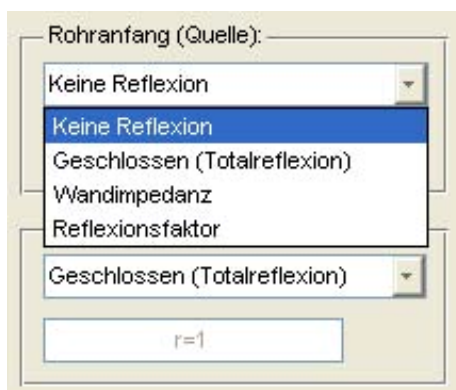 Rohranfang (Quelle):
Keine Reflexion
Keine Reflexion
Geschlossen (Totalreflexion)
Wandimpedanz
Reflexionsfaktor
Geschlossen (Totalreflexion)
r=1